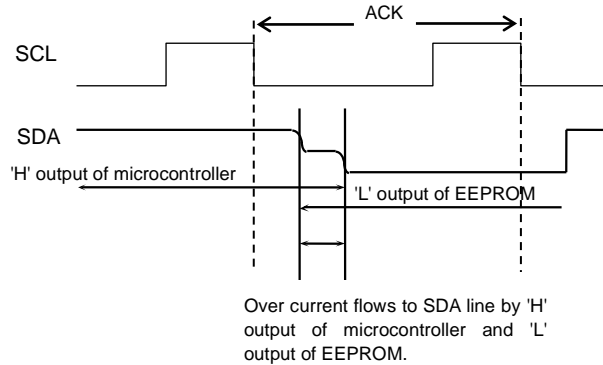 ACK
SCL
SDA
'H' output of microcontroller
'L' output of EEPROM
Over current flows to SDA line by 'H'
output of microcontroller and 'L'
output of EEPROM.